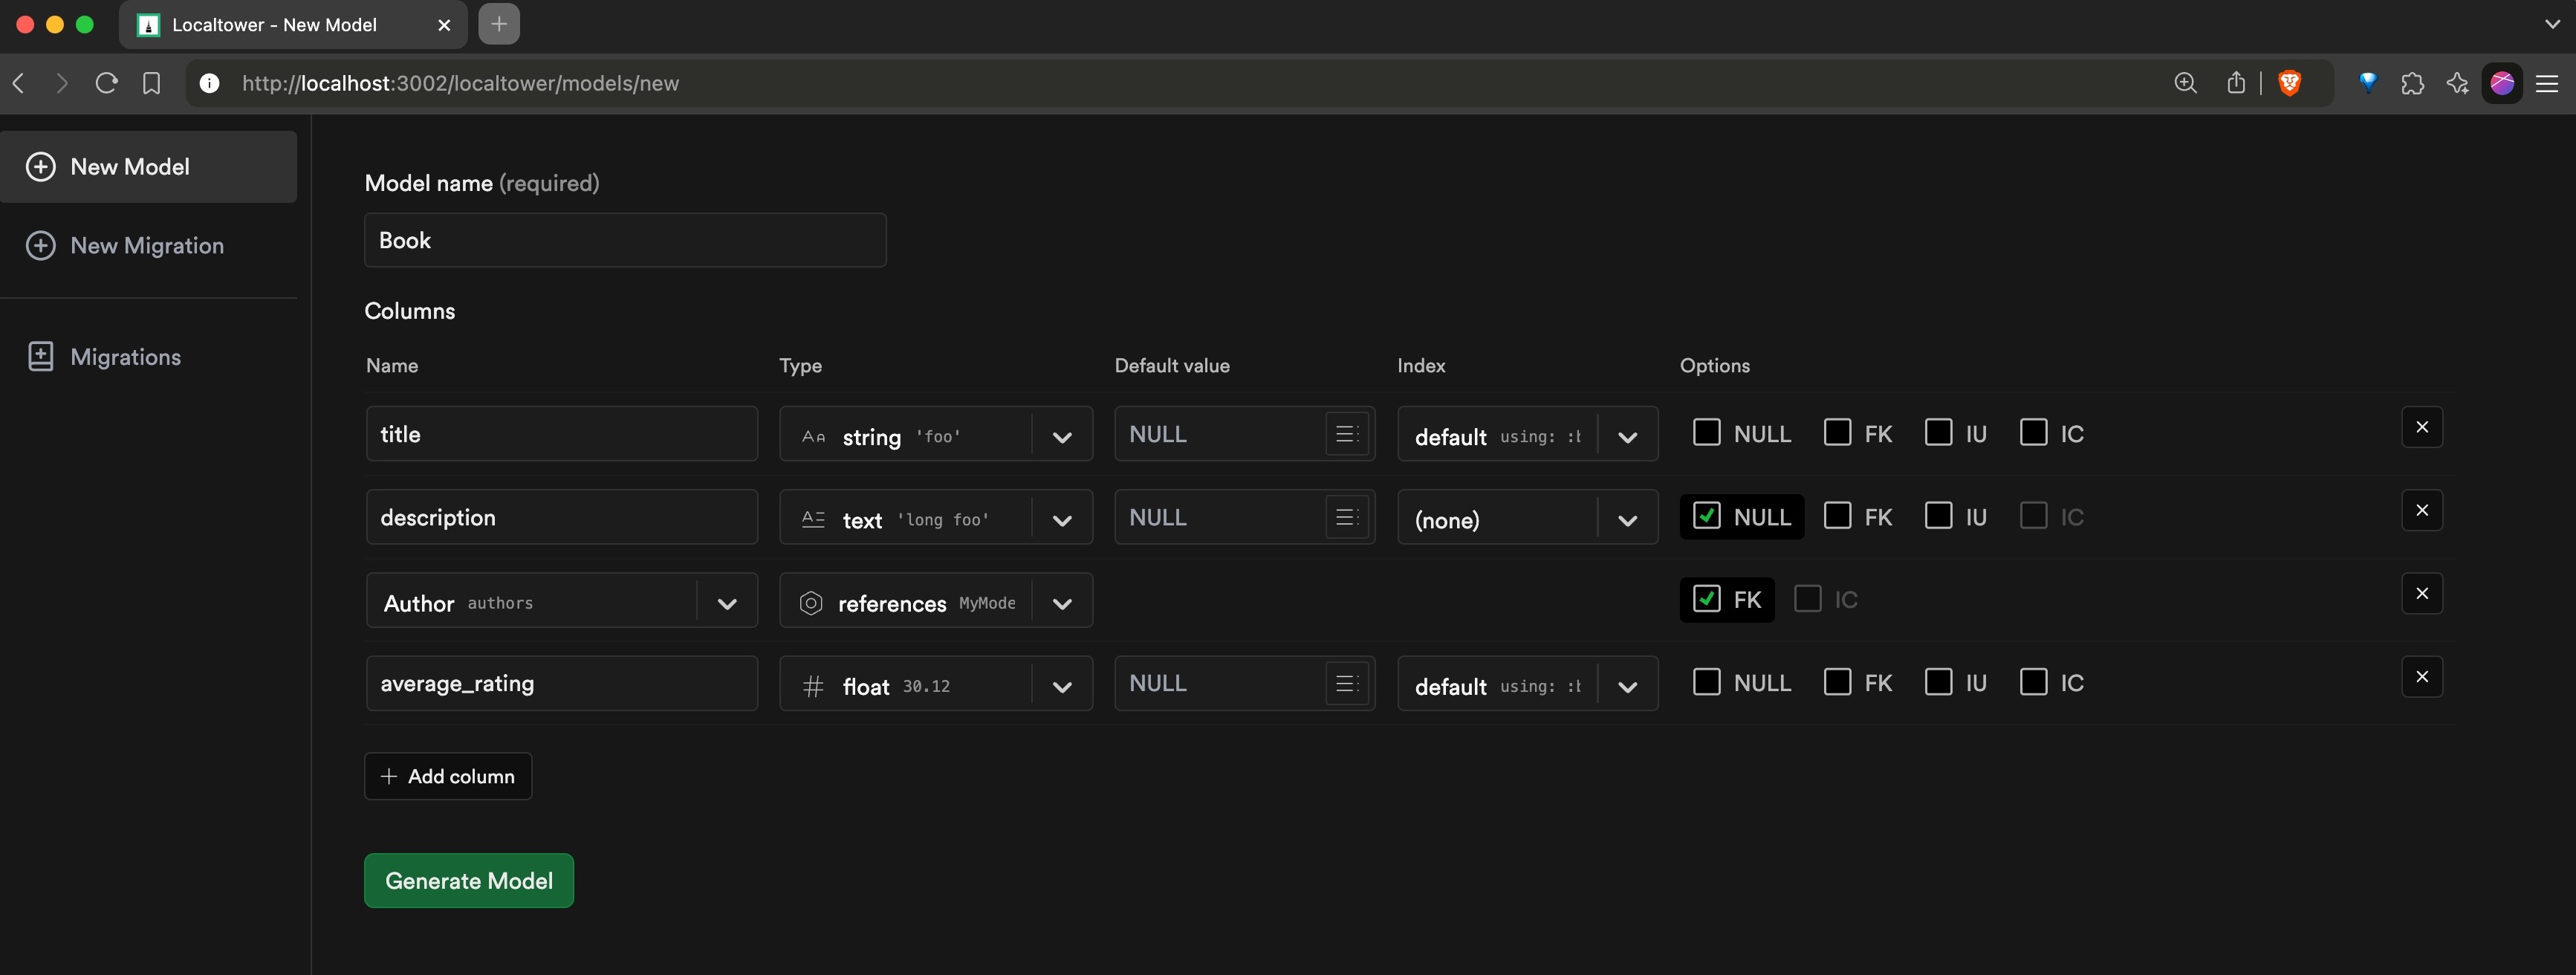 Localtower - New Model
http://localhost:3002/localtower/models/new
New Model
New Migration
Migrations
Model name (required)
Book
Columns
Name Type Default value Index Options
title string 'foo' NULL default using: :b NULL FK IU IC
description text 'long foo' NULL (none) NULL FK IU IC
Author authors references MyMode FK IC
average_rating float 30.12 NULL default using: :b NULL FK IU IC
Add column
Generate Model